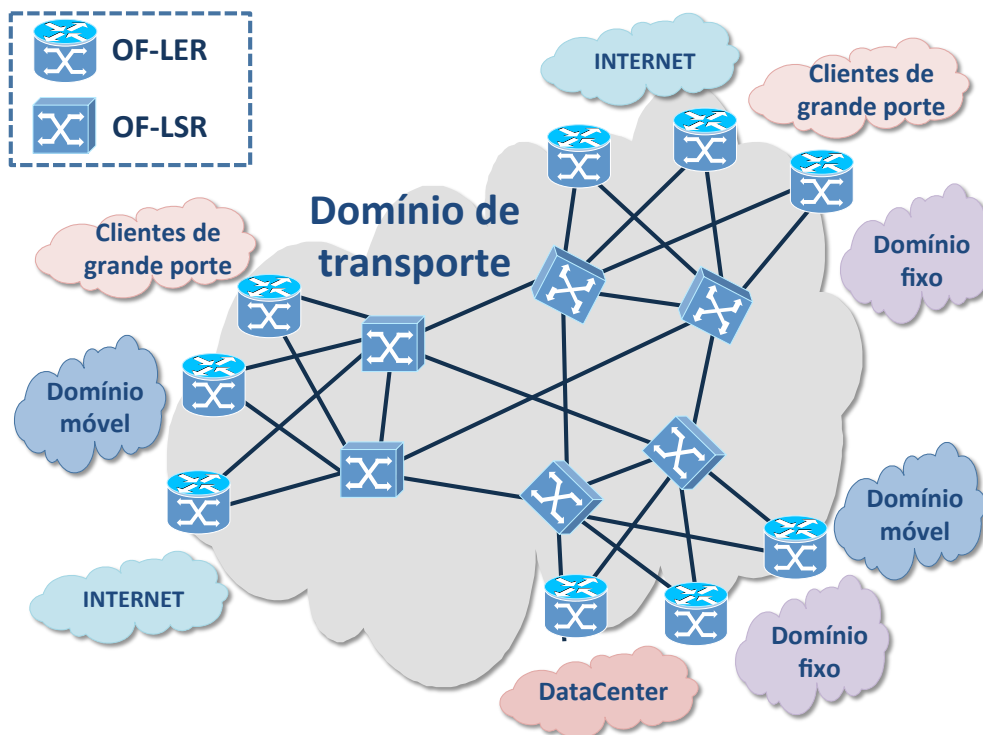 OF-LER
OF-LSR
INTERNET
Clientes de
grande porte
Domínio de
transporte
Clientes de
grande porte
Domínio
fixo
Domínio
móvel
Domínio
móvel
INTERNET
Domínio
fixo
DataCenter